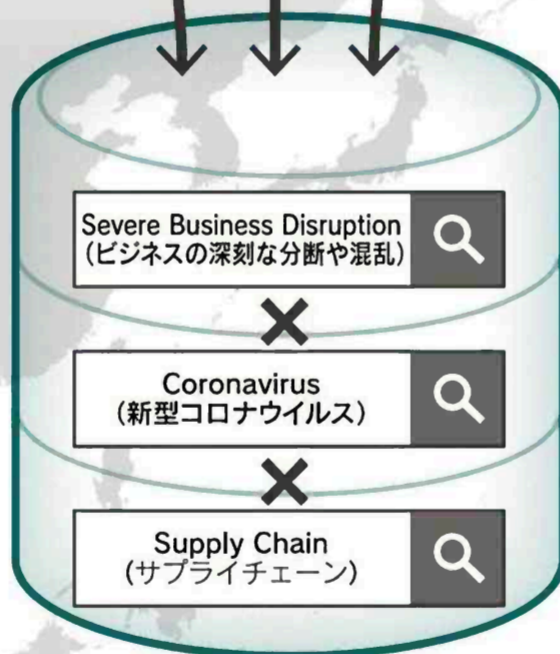 Severe Business Disruption
(ビジネスの深刻な分断や混乱)
Coronavirus
(新型コロナウイルス)
Supply Chain
(サプライチェーン)